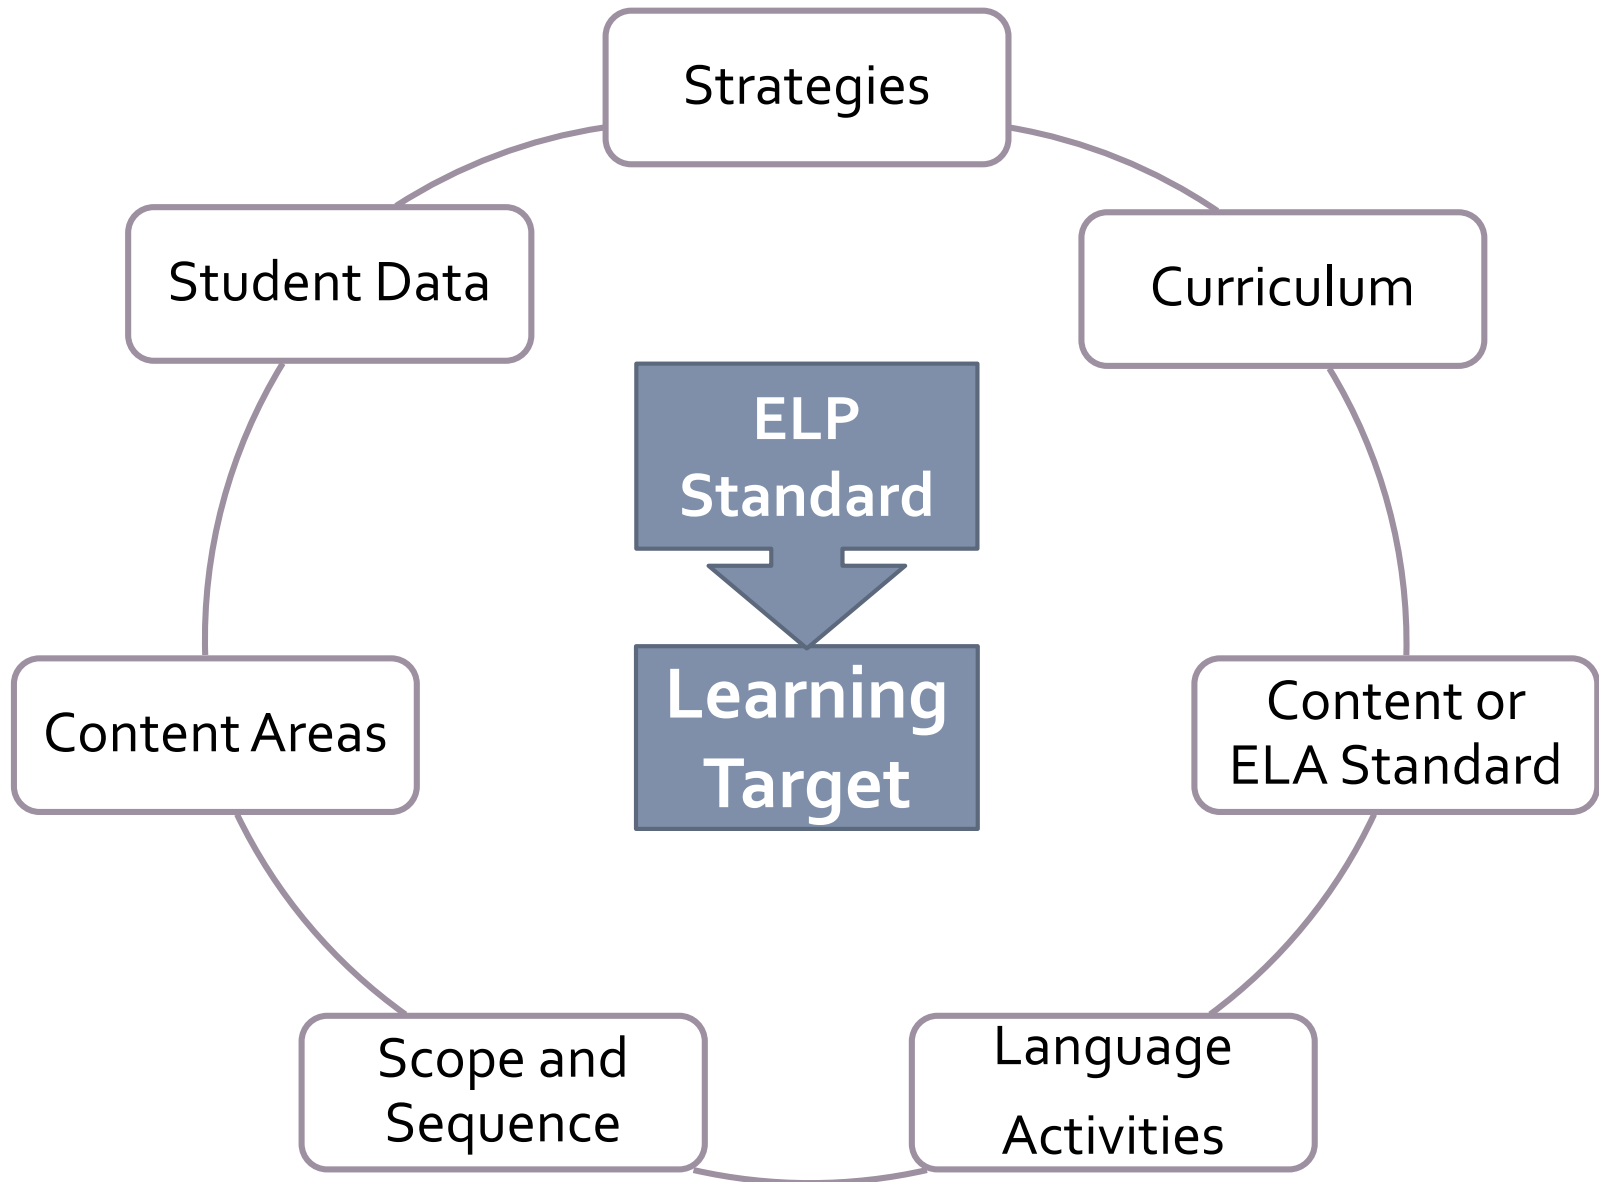 Strategies
Student Data
Curriculum
ELP
Standard
Learning
Target
Content Areas
Content or
ELA Standard
Scope and
Sequence
Language
Activities